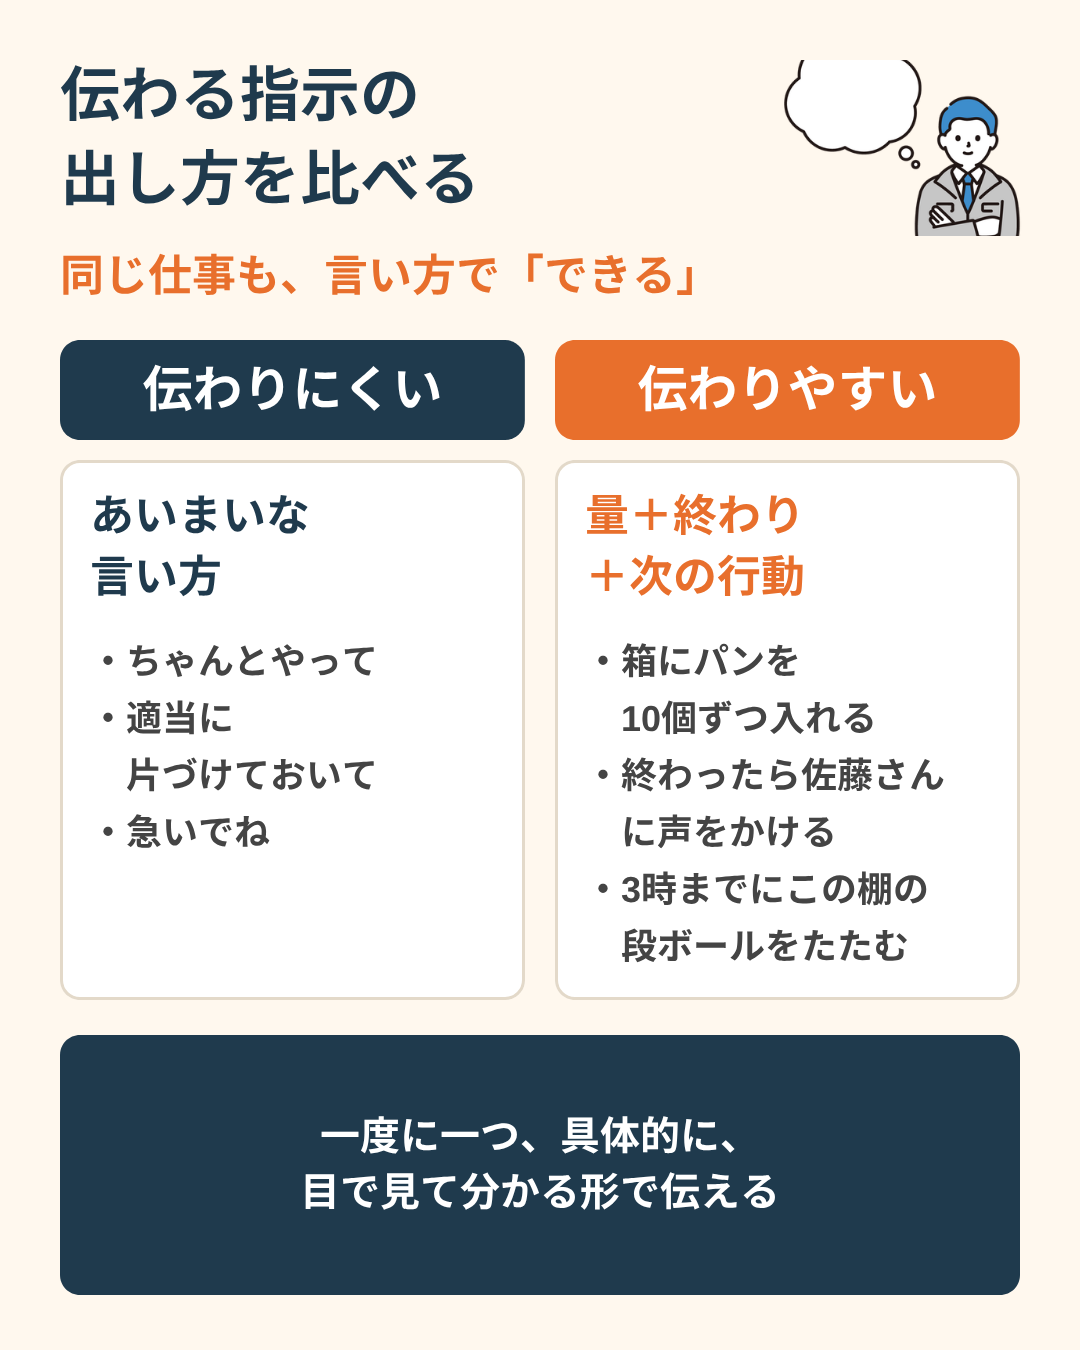 伝わる指示の
出し方を比べる
同じ仕事も、言い方で「できる」
伝わりにくい
あいまいな
言い方
・ちゃんとやって
・適当に
片づけておいて
・急いでね
伝わりやすい
量＋終わり
＋次の行動
・箱にパンを
10個ずつ入れる
・終わったら佐藤さん
に声をかける
・3時までにこの棚の
段ボールをたたむ
一度に一つ、具体的に、
目で見て分かる形で伝える